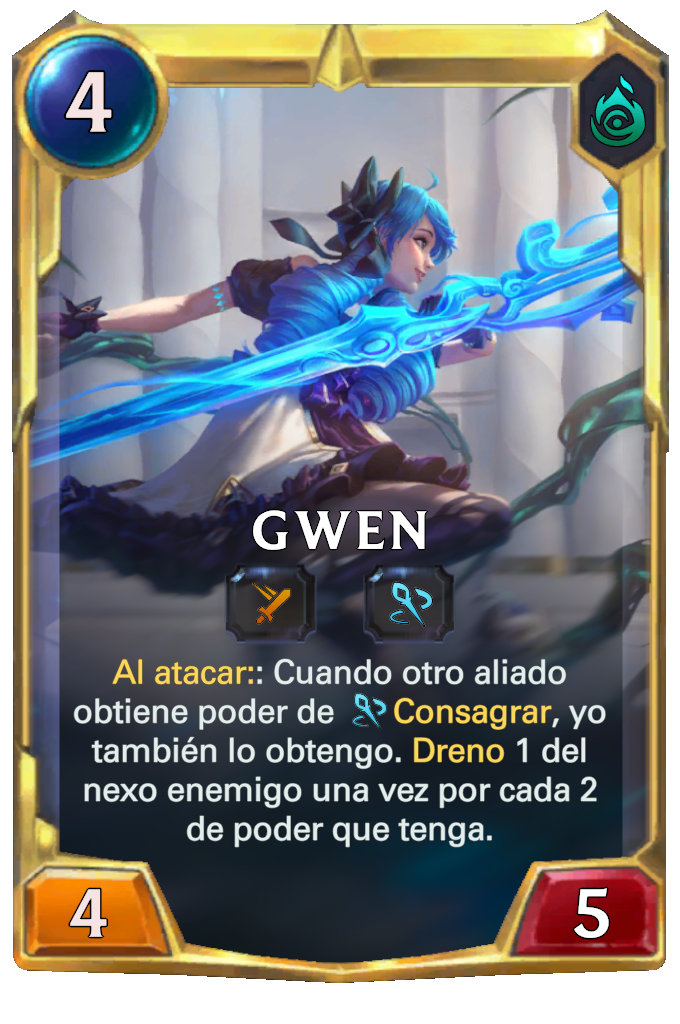 4
GWEN
Al atacar:: Cuando otro aliado
obtiene poder de Consagrar, yo
también lo obtengo. Dreno 1 del
nexo enemigo una vez por cada 2
de poder que tenga.
4
5